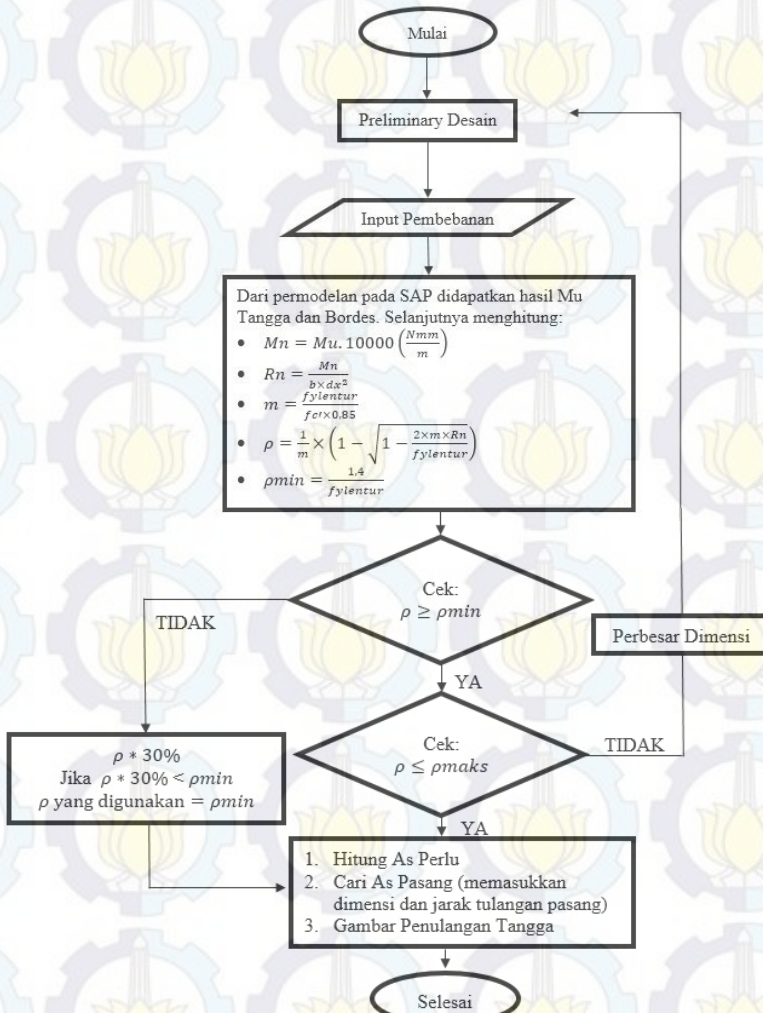 Mulai
Preliminary Desain
Input Pembebanan
Dari permodelan pada SAP didapatkan hasil Mu
Tangga dan Bordes. Selanjutnya menghitung:
• Mn = Mu. 10000 (Nmm/m)
• Rn = Mn/(b×dx²)
• m = fylentur/(fc′×0,85)
• ρ = 1/m × (1 − √(1 − (2×m×Rn)/fylentur))
• ρmin = 1,4/fylentur
Cek:
ρ ≥ ρmin
TIDAK
Perbesar Dimensi
YA
Cek:
ρ ≤ ρmaks
TIDAK
ρ * 30%
Jika ρ * 30% < ρmin
ρ yang digunakan = ρmin
YA
1. Hitung As Perlu
2. Cari As Pasang (memasukkan
dimensi dan jarak tulangan pasang)
3. Gambar Penulangan Tangga
Selesai